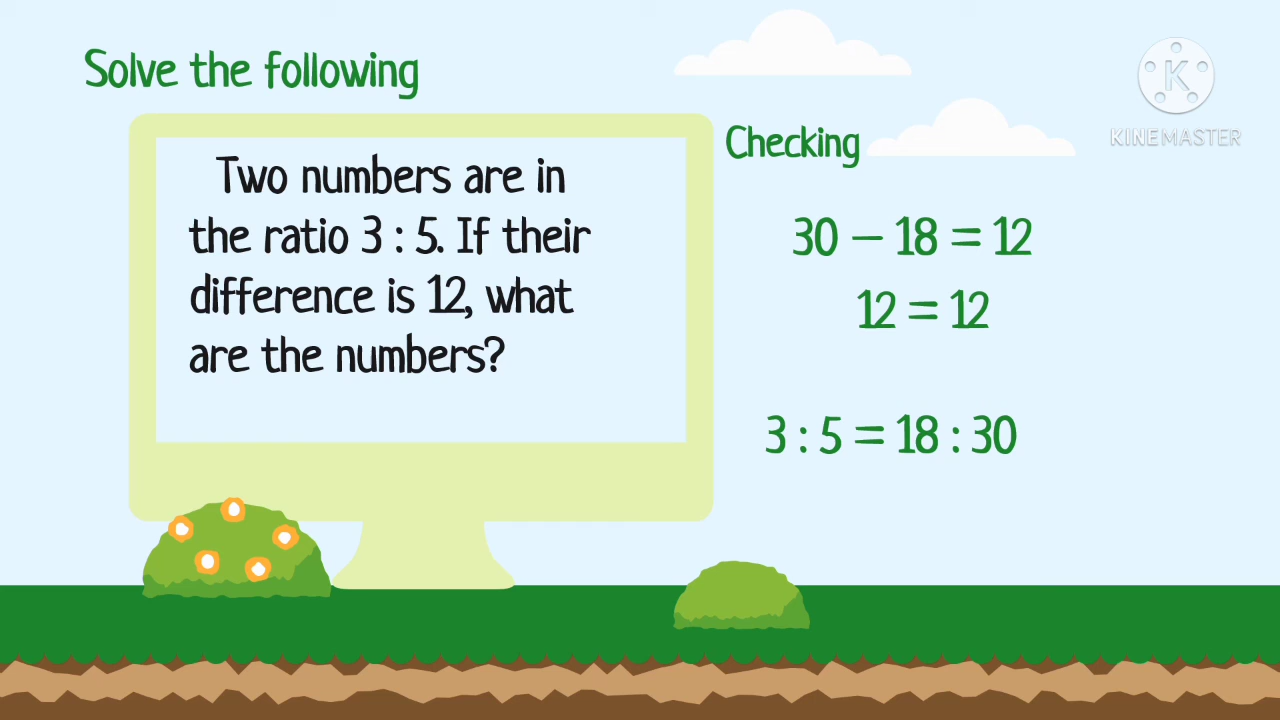 Solve the following
Two numbers are in
the ratio 3 : 5. If their
difference is 12, what
are the numbers?
Checking
30 – 18 = 12
12 = 12
3 : 5 = 18 : 30
K
KINEMASTER